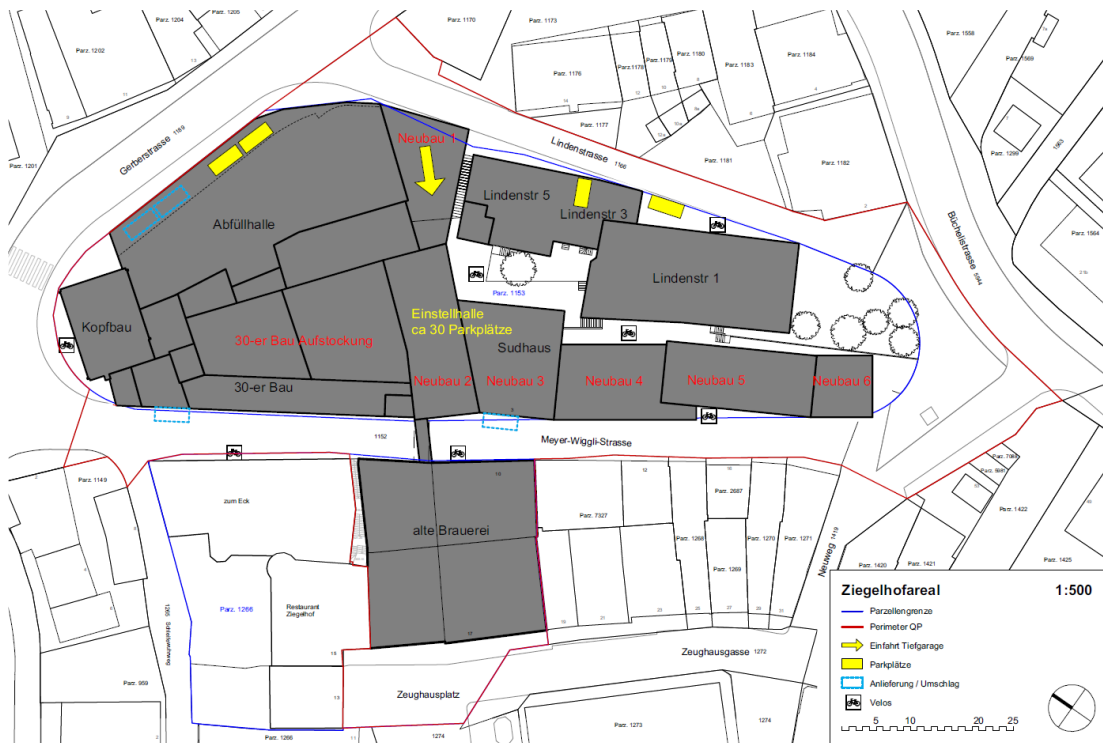 Parz. 1202
Parz. 1204
Parz. 1205
Parz. 1201
Parz. 1170
Parz. 1173
Parz. 1176
Parz. 1177
Parz.1178
Parz. 1179
Parz. 1180
Parz. 1183
Parz. 1184
Parz. 1181
Parz. 1182
Parz. 1558
Parz. 1569
Parz. 1299
1563
Parz. 1564
Gerberstrasse 1189
Lindenstrasse 1166
Büchelistrasse
Neubau 1
Abfüllhalle
Lindenstr 5
Lindenstr 3
Lindenstr 1
Parz. 1153
Kopfbau
Einstellhalle
ca 30 Parkplätze
30-er Bau Aufstockung
Sudhaus
30-er Bau
Neubau 2
Neubau 3
Neubau 4
Neubau 5
Neubau 6
1152
Meyer-Wiggli-Strasse
Parz. 1149
zum Eck
alte Brauerei
Parz. 1266
Restaurant
Ziegelhof
Parz. 7327
Parz. 2687
Parz. 1268
Parz. 1269
Parz. 1270
Parz. 1271
Neuweg 1419
Parz. 1422
Parz. 1420
Parz. 1421
Parz. 1425
Parz. 959
Zeughausgasse 1272
Zeughausplatz
Parz. 1266
1274
Parz. 1273
1274
Ziegelhofareal 1:500
Parzellengrenze
Perimeter QP
Einfahrt Tiefgarage
Parkplätze
Anlieferung / Umschlag
Velos
5 10 20 25